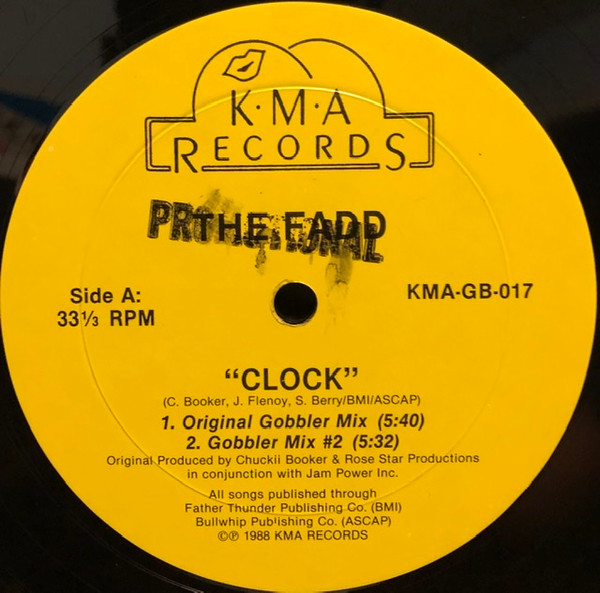 K·M·A
RECORDS
THE FADD
PROMOTIONAL
Side A:
33⅓ RPM
KMA-GB-017
“CLOCK”
(C. Booker, J. Flenoy, S. Berry/BMI/ASCAP)
1. Original Gobbler Mix (5:40)
2. Gobbler Mix #2 (5:32)
Original Produced by Chuckii Booker & Rose Star Productions
in conjunction with Jam Power Inc.
All songs published through
Father Thunder Publishing Co. (BMI)
Bullwhip Publishing Co. (ASCAP)
©℗ 1988 KMA RECORDS